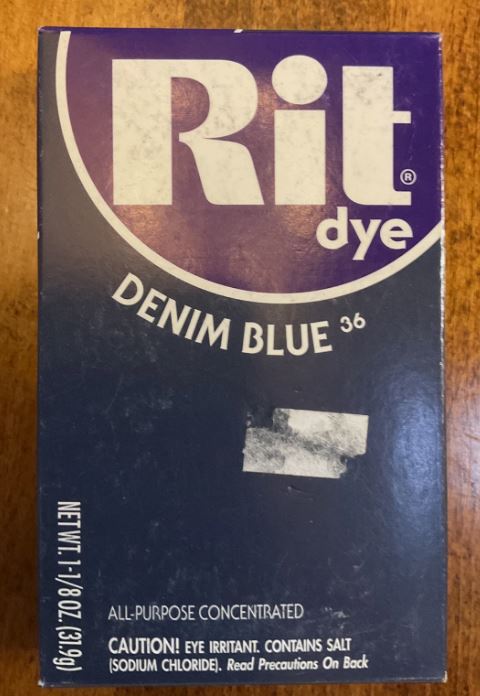 Rit®
dye
DENIM BLUE 36
NET WT. 1-1/8 OZ. (31.9g)
ALL-PURPOSE CONCENTRATED
CAUTION! EYE IRRITANT. CONTAINS SALT
(SODIUM CHLORIDE). Read Precautions On Back